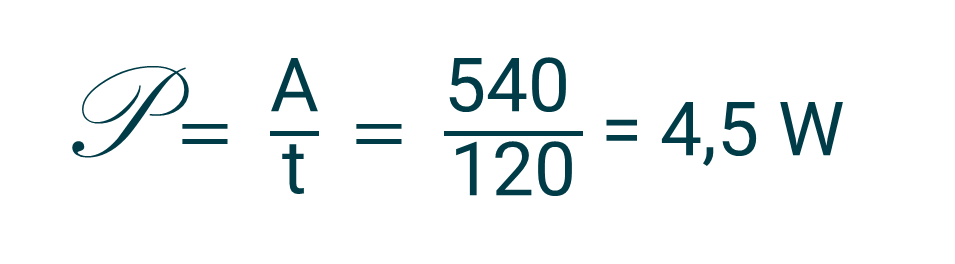 𝒫 = A/t = 540/120 = 4,5 W